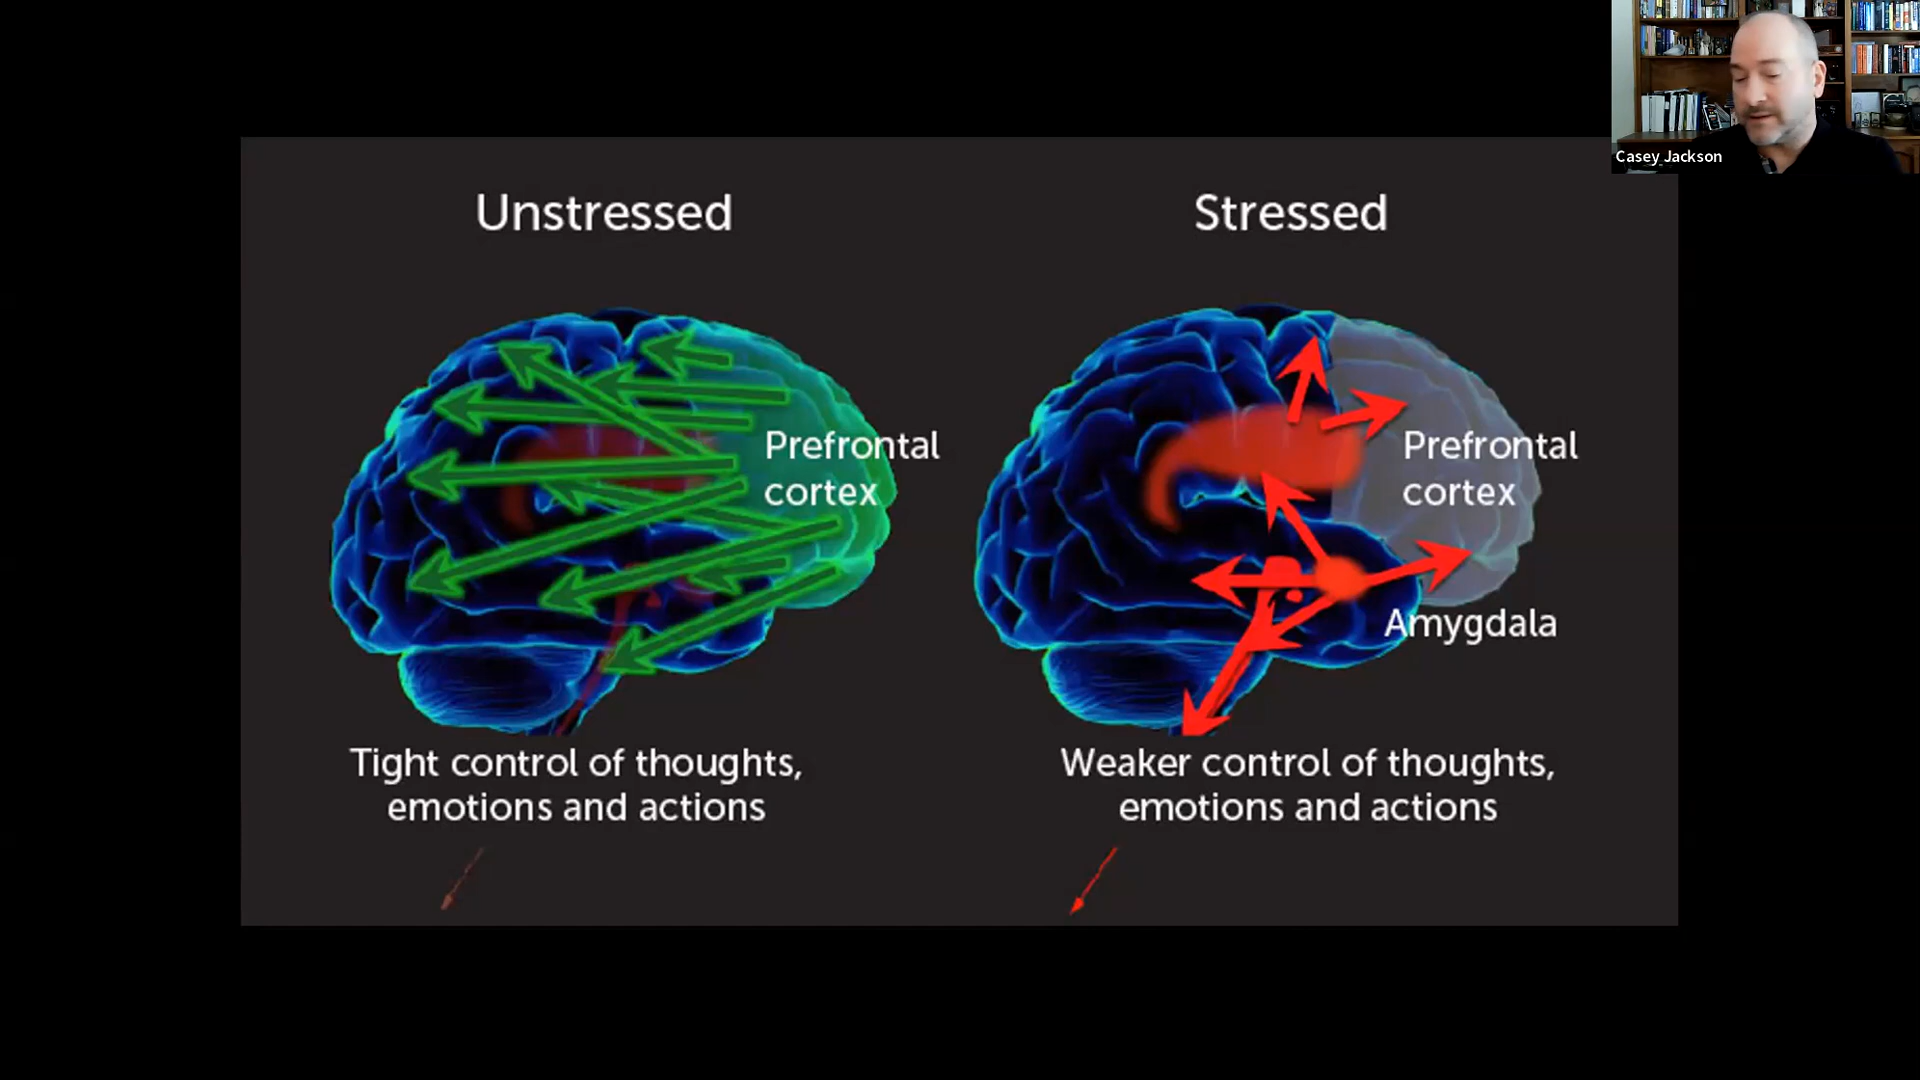 Casey Jackson
Unstressed
Stressed
Prefrontal
cortex
Prefrontal
cortex
Amygdala
Tight control of thoughts,
emotions and actions
Weaker control of thoughts,
emotions and actions